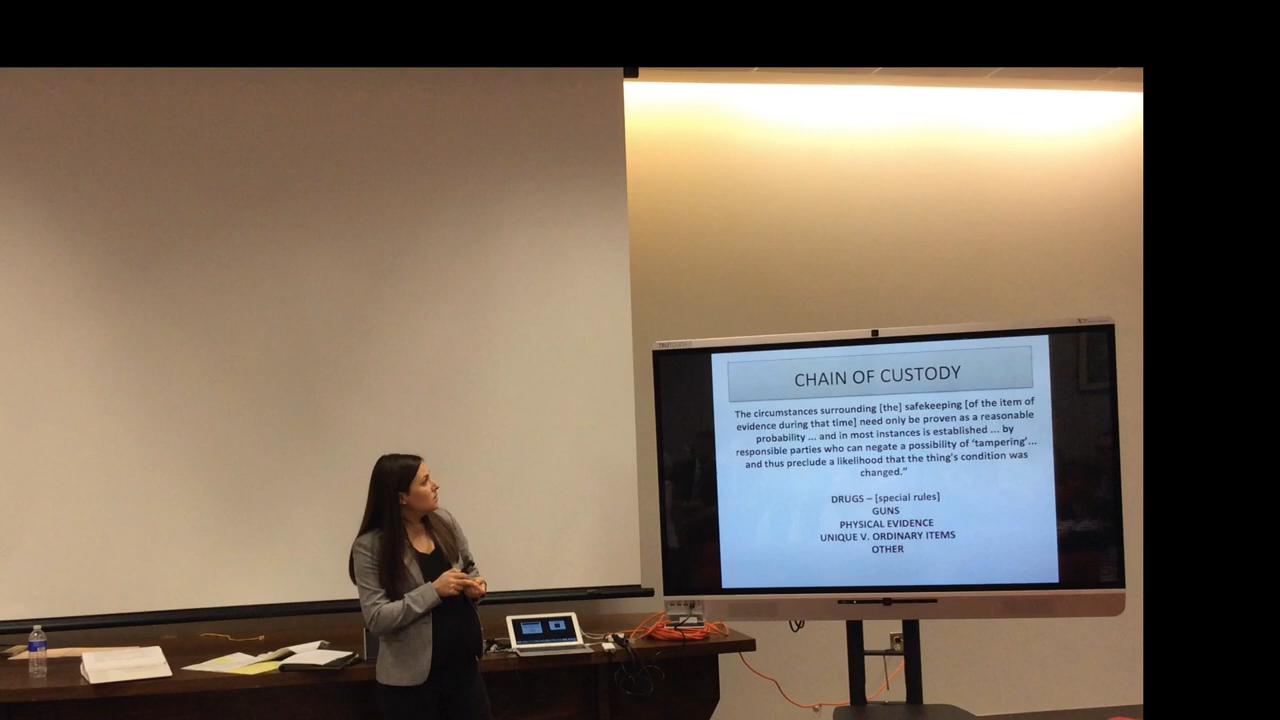 CHAIN OF CUSTODY
The circumstances surrounding [the] safekeeping [of the item of
evidence during that time] need only be proven as a reasonable
probability ... and in most instances is established ... by
responsible parties who can negate a possibility of ‘tampering’...
and thus preclude a likelihood that the thing's condition was
changed.”
DRUGS – [special rules]
GUNS
PHYSICAL EVIDENCE
UNIQUE V. ORDINARY ITEMS
OTHER